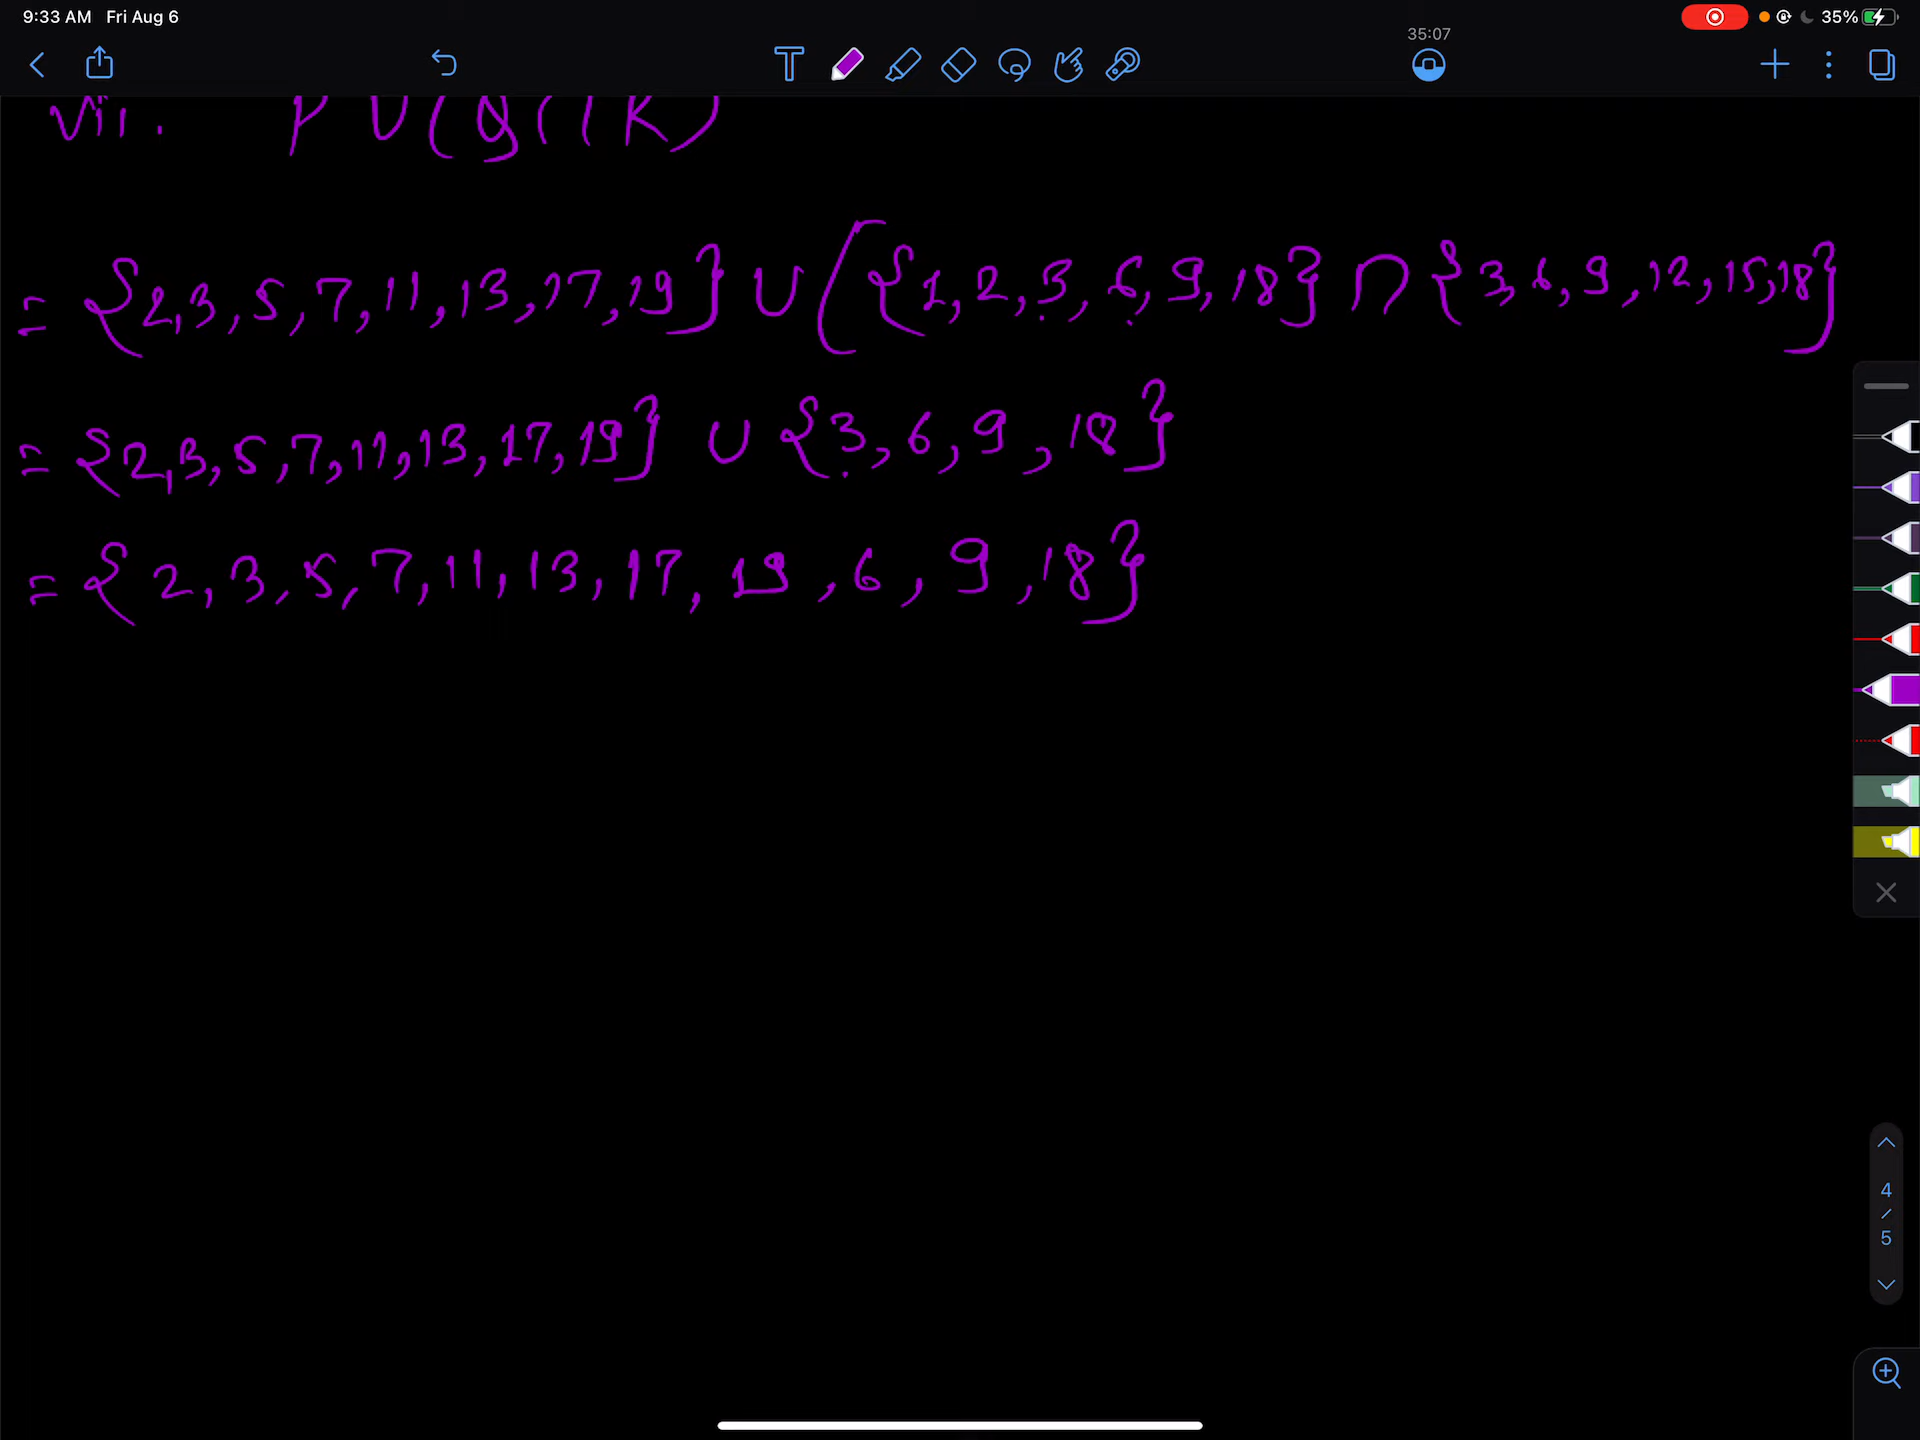 9:33 AM Fri Aug 6
35%
35:07
vii. P U (Q ∩ R)
= {2,3,5,7,11,13,17,19} U ({1,2,3,6,9,18} ∩ {3,6,9,12,15,18}
= {2,3,5,7,11,13,17,19} U {3,6,9,18}
= {2,3,5,7,11,13,17,19,6,9,18}
4
/
5